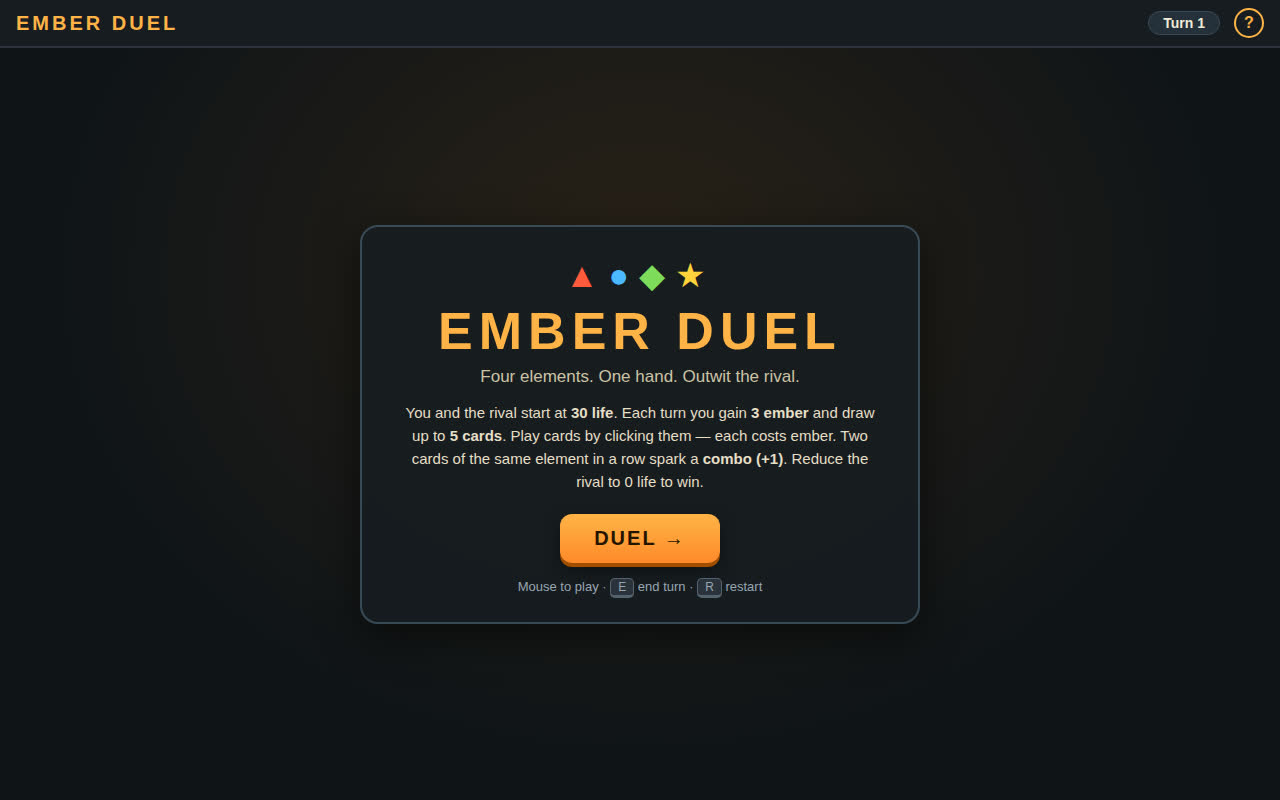 EMBER DUEL
Turn 1
?
EMBER DUEL
Four elements. One hand. Outwit the rival.
You and the rival start at 30 life. Each turn you gain 3 ember and draw
up to 5 cards. Play cards by clicking them — each costs ember. Two
cards of the same element in a row spark a combo (+1). Reduce the
rival to 0 life to win.
DUEL →
Mouse to play · E end turn · R restart